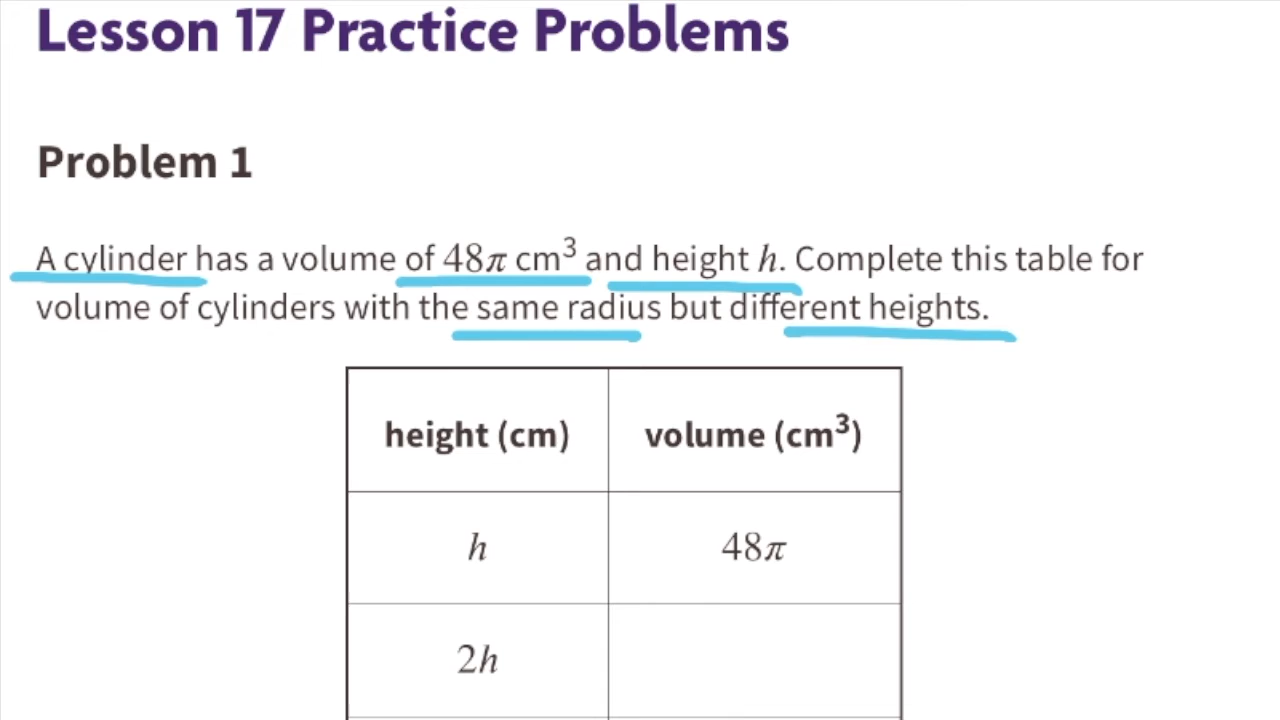 Lesson 17 Practice Problems
Problem 1
A cylinder has a volume of 48π cm³ and height h. Complete this table for
volume of cylinders with the same radius but different heights.
height (cm) volume (cm³)
h 48π
2h